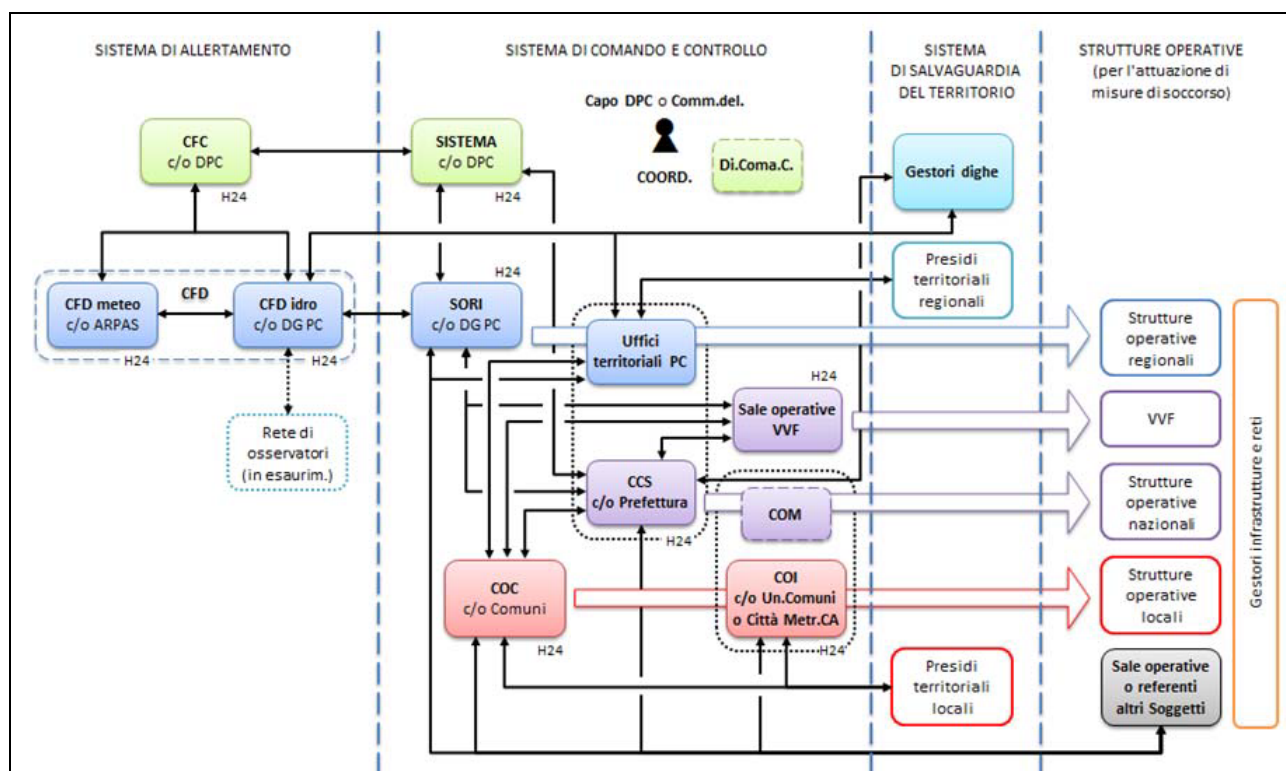 SISTEMA DI ALLERTAMENTO
SISTEMA DI COMANDO E CONTROLLO
SISTEMA
DI SALVAGUARDIA
DEL TERRITORIO
STRUTTURE OPERATIVE
(per l'attuazione di
misure di soccorso)
Capo DPC o Comm.del.
COORD.
Di.Coma.C.
CFC
c/o DPC
H24
SISTEMA
c/o DPC
H24
Gestori dighe
CFD
CFD meteo
c/o ARPAS
H24
CFD idro
c/o DG PC
H24
H24
SORI
c/o DG PC
Presidi
territoriali
regionali
Uffici
territoriali PC
Strutture
operative
regionali
Rete di
osservatori
(in esaurim.)
H24
Sale operative
VVF
VVF
CCS
c/o Prefettura
H24
COM
Strutture
operative
nazionali
COC
c/o Comuni
H24
COI
c/o Un.Comuni
o Città Metr.CA
H24
Strutture
operative
locali
Presidi
territoriali
locali
Sale operative
o referenti
altri Soggetti
Gestori infrastrutture e reti